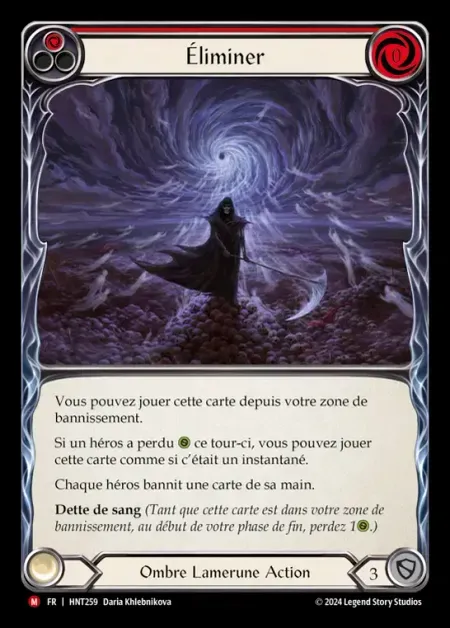 Éliminer
0
Vous pouvez jouer cette carte depuis votre zone de
bannissement.
Si un héros a perdu ce tour-ci, vous pouvez jouer
cette carte comme si c'était un instantané.
Chaque héros bannit une carte de sa main.
Dette de sang (Tant que cette carte est dans votre zone de
bannissement, au début de votre phase de fin, perdez 1.)
Ombre Lamerune Action
3
M FR | HNT259 Daria Khlebnikova
© 2024 Legend Story Studios